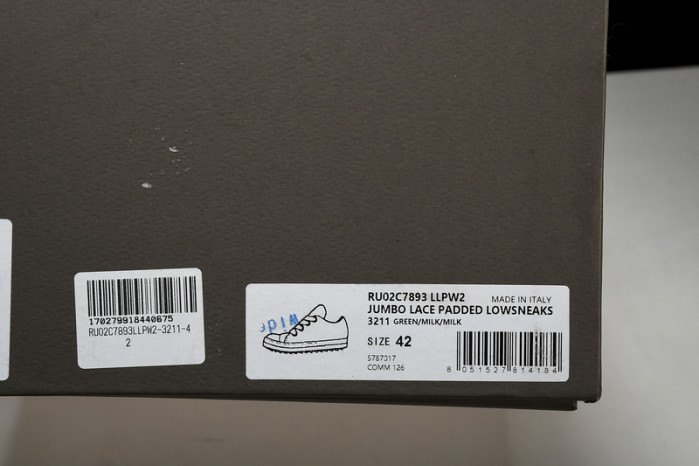 170279918440675
RU02C7893LLPW2-3211-4
2
RU02C7893 LLPW2 MADE IN ITALY
JUMBO LACE PADDED LOWSNEAKS
3211 GREEN/MILK/MILK
SIZE 42
S787017
COMM 126
8 051527 814184